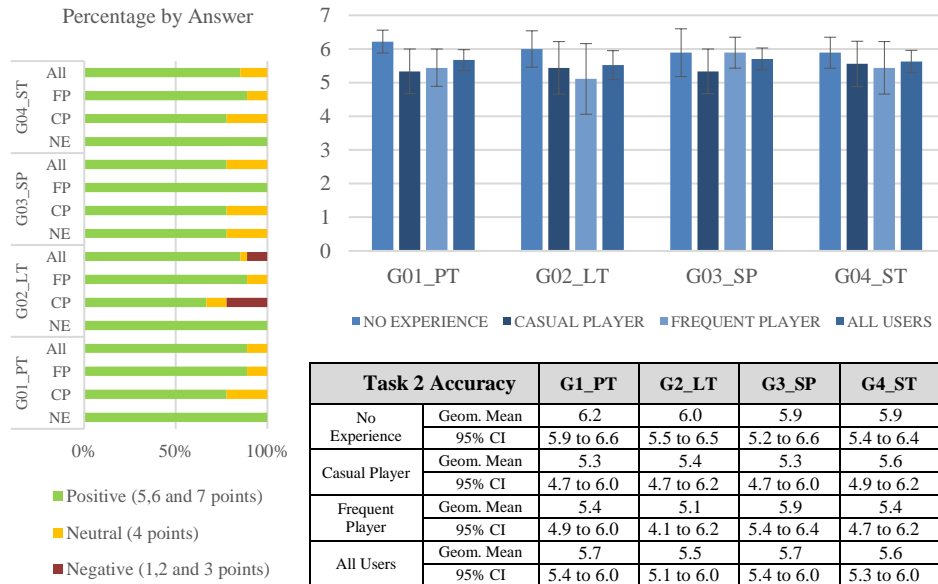 Percentage by Answer
G04_ST
All
FP
CP
NE
G03_SP
All
FP
CP
NE
G02_LT
All
FP
CP
NE
G01_PT
All
FP
CP
NE
0% 50% 100%
Positive (5,6 and 7 points)
Neutral (4 points)
Negative (1,2 and 3 points)
7
6
5
4
3
2
1
0
G01_PT G02_LT G03_SP G04_ST
NO EXPERIENCE CASUAL PLAYER FREQUENT PLAYER ALL USERS
Task 2 Accuracy G1_PT G2_LT G3_SP G4_ST
No Experience Geom. Mean 6.2 6.0 5.9 5.9
95% CI 5.9 to 6.6 5.5 to 6.5 5.2 to 6.6 5.4 to 6.4
Casual Player Geom. Mean 5.3 5.4 5.3 5.6
95% CI 4.7 to 6.0 4.7 to 6.2 4.7 to 6.0 4.9 to 6.2
Frequent Player Geom. Mean 5.4 5.1 5.9 5.4
95% CI 4.9 to 6.0 4.1 to 6.2 5.4 to 6.4 4.7 to 6.2
All Users Geom. Mean 5.7 5.5 5.7 5.6
95% CI 5.4 to 6.0 5.1 to 6.0 5.4 to 6.0 5.3 to 6.0